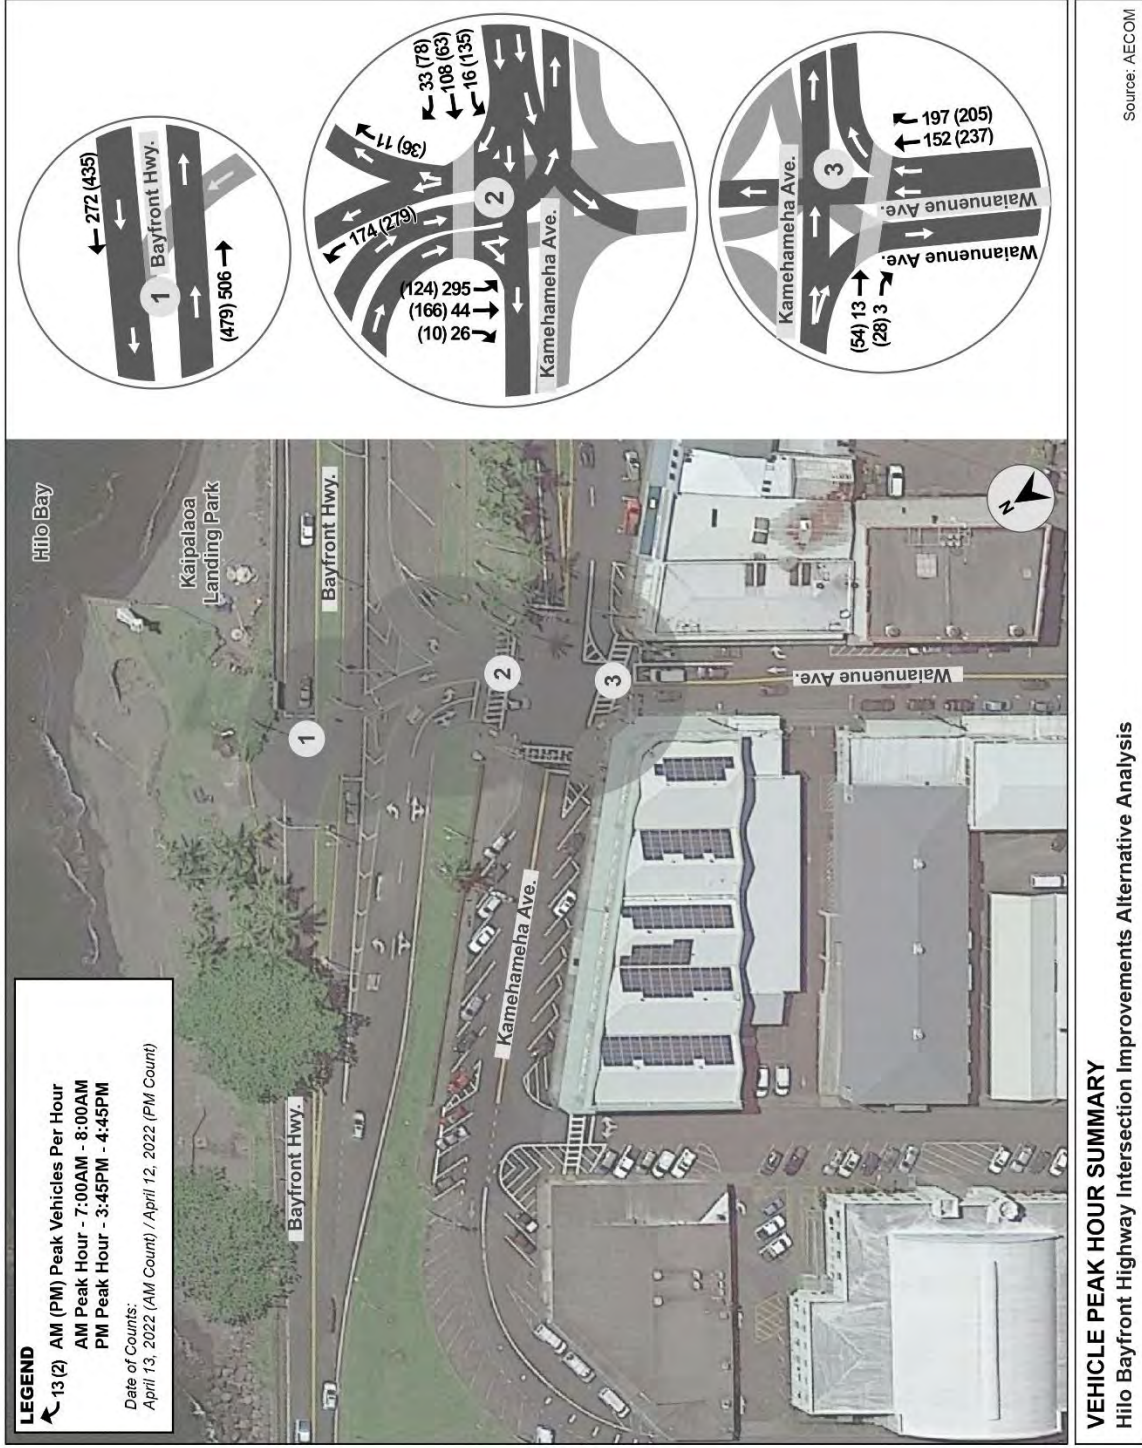 LEGEND
13 (2) AM (PM) Peak Vehicles Per Hour
AM Peak Hour - 7:00AM - 8:00AM
PM Peak Hour - 3:45PM - 4:45PM
Date of Counts:
April 13, 2022 (AM Count) / April 12, 2022 (PM Count)
Hilo Bay
Kaipalaoa
Landing Park
Bayfront Hwy.
Bayfront Hwy.
1
2
3
Kamehameha Ave.
Waianuenue Ave.
N
272 (435)
1
Bayfront Hwy.
(479) 506
33 (78)
108 (63)
16 (135)
(36) 11
174 (279)
2
(124) 295
(166) 44
(10) 26
Kamehameha Ave.
Kamehameha Ave.
3
197 (205)
152 (237)
(54) 13
(28) 3
Waianuenue Ave.
Waianuenue Ave.
VEHICLE PEAK HOUR SUMMARY
Hilo Bayfront Highway Intersection Improvements Alternative Analysis
Source: AECOM